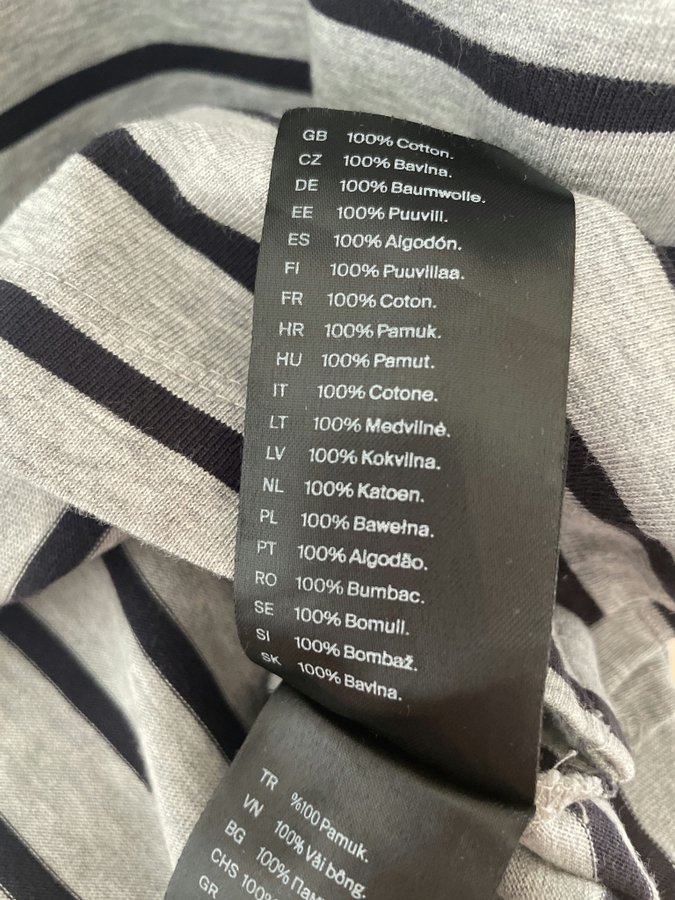 GB 100% Cotton.
CZ 100% Bavlna.
DE 100% Baumwolle.
EE 100% Puuvill.
ES 100% Algodón.
FI 100% Puuvillaa.
FR 100% Coton.
HR 100% Pamuk.
HU 100% Pamut.
IT 100% Cotone.
LT 100% Medvilnė.
LV 100% Kokvilna.
NL 100% Katoen.
PL 100% Bawełna.
PT 100% Algodão.
RO 100% Bumbac.
SE 100% Bomull.
SI 100% Bombaž.
SK 100% Bavlna.
TR %100 Pamuk.
VN 100% Vải bông.
BG 100%
CHS 100%
GR